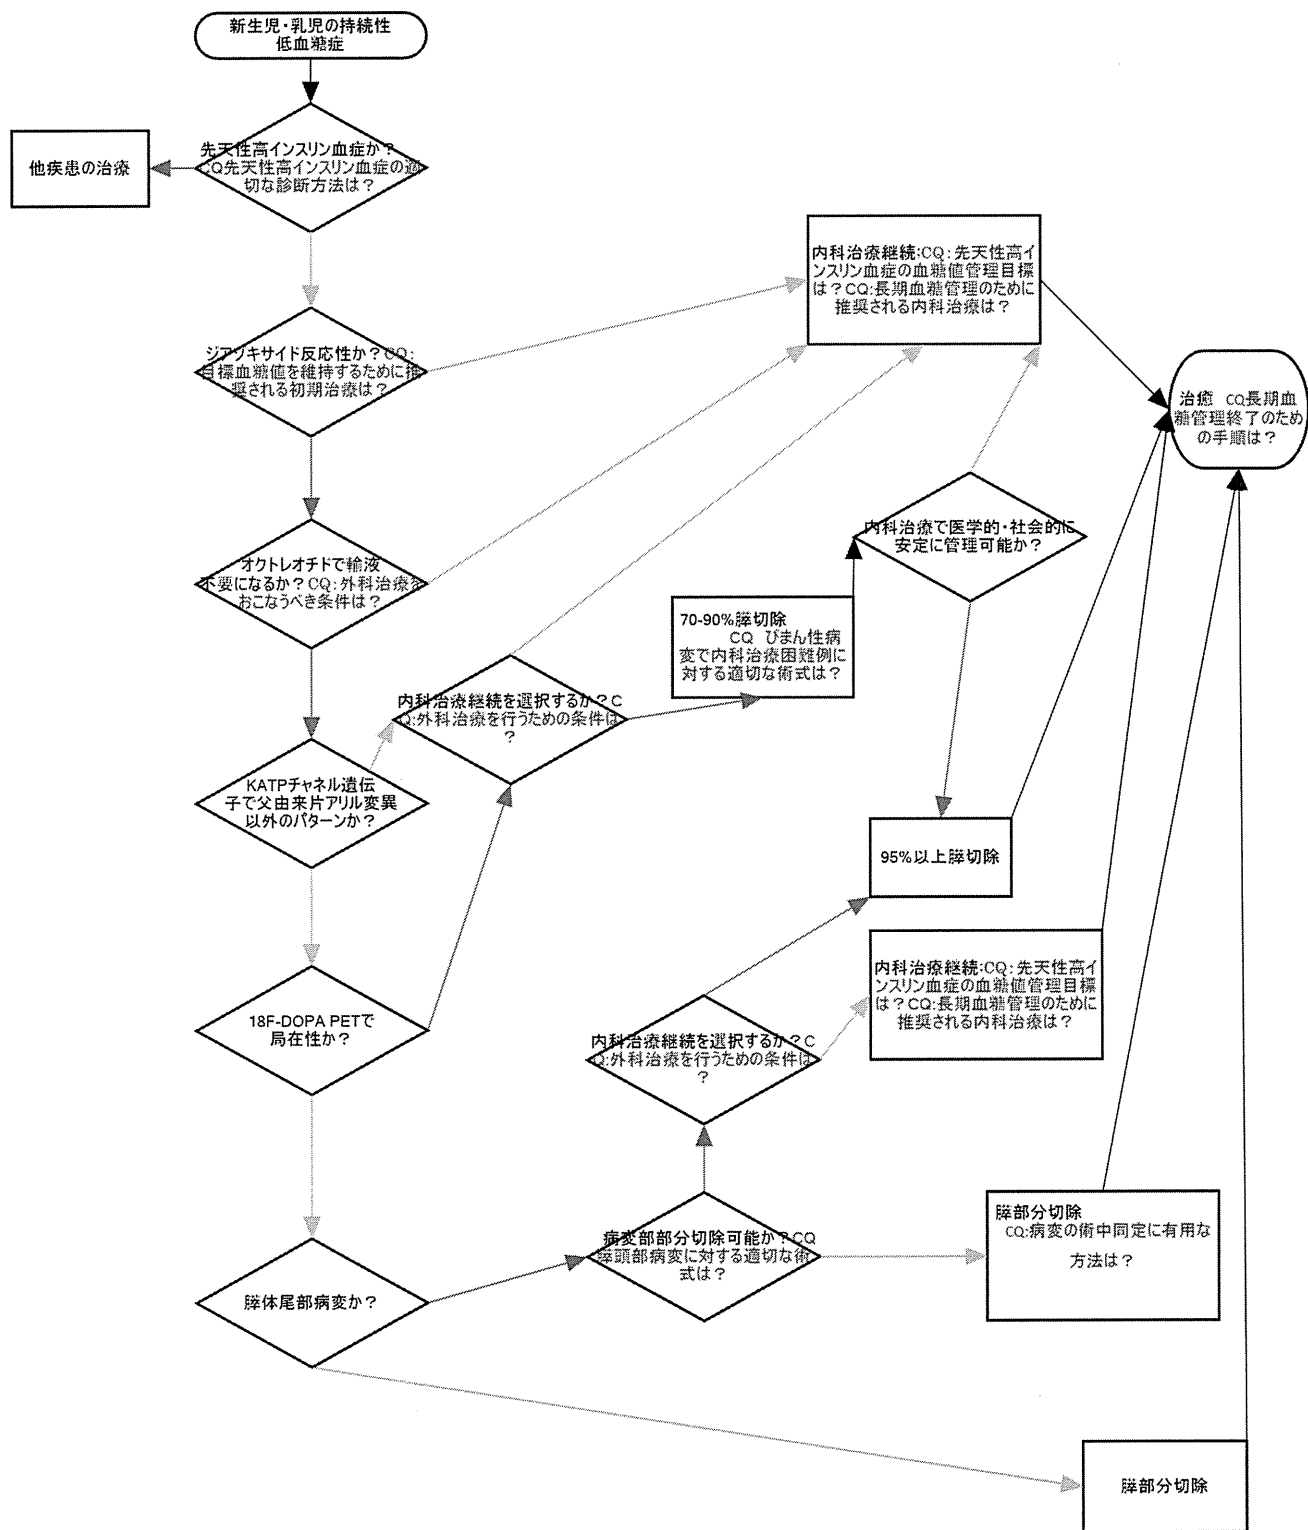 新生児・乳児の持続性
低血糖症
先天性高インスリン血症か？
CQ先天性高インスリン血症の適
切な診断方法は？
他疾患の治療
内科治療継続:CQ:先天性高イ
ンスリン血症の血糖値管理目標
は？CQ:長期血糖管理のために
推奨される内科治療は？
ジアゾキサイド反応性か？CQ:
目標血糖値を維持するために推
奨される初期治療は？
治癒 CQ長期血
糖管理終了のため
の手順は？
内科治療で医学的・社会的に
安定に管理可能か？
オクトレオチドで輸液
不要になるか？CQ:外科治療を
おこなうべき条件は？
70-90%膵切除
CQ びまん性病
変で内科治療困難例に
対する適切な術式は？
内科治療継続を選択するか？C
Q:外科治療を行うための条件は
？
KATPチャネル遺伝
子で父由来片アリル変異
以外のパターンか？
95%以上膵切除
内科治療継続:CQ:先天性高イ
ンスリン血症の血糖値管理目標
は？CQ:長期血糖管理のために
推奨される内科治療は？
18F-DOPA PETで
局在性か？
内科治療継続を選択するか？C
Q:外科治療を行うための条件は
？
病変部部分切除可能か？CQ
膵頭部病変に対する適切な術
式は？
膵部分切除
CQ:病変の術中同定に有用な
方法は？
膵体尾部病変か？
膵部分切除